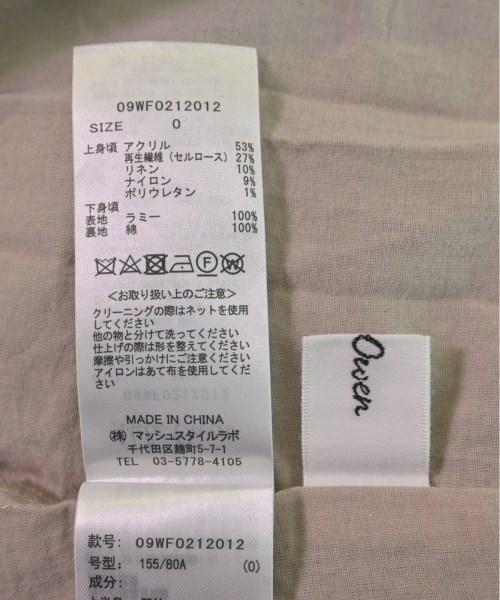 09WF0212012
SIZE 0
上身頃 アクリル 53%
再生繊維（セルロース） 27%
リネン 10%
ナイロン 9%
ポリウレタン 1%
下身頃
表地 ラミー 100%
裏地 綿 100%
<お取り扱い上のご注意>
クリーニングの際はネットを使用
してください
他の物と分けて洗ってください
仕上げの際は形を整えてください
摩擦や引っかけにご注意ください
アイロンはあて布を使用してくだ
さい
MADE IN CHINA
㈱ マッシュスタイルラボ
千代田区麹町5-7-1
TEL 03-5778-4105
Owen
款号: 09WF0212012
号型: 155/80A (0)
成分: